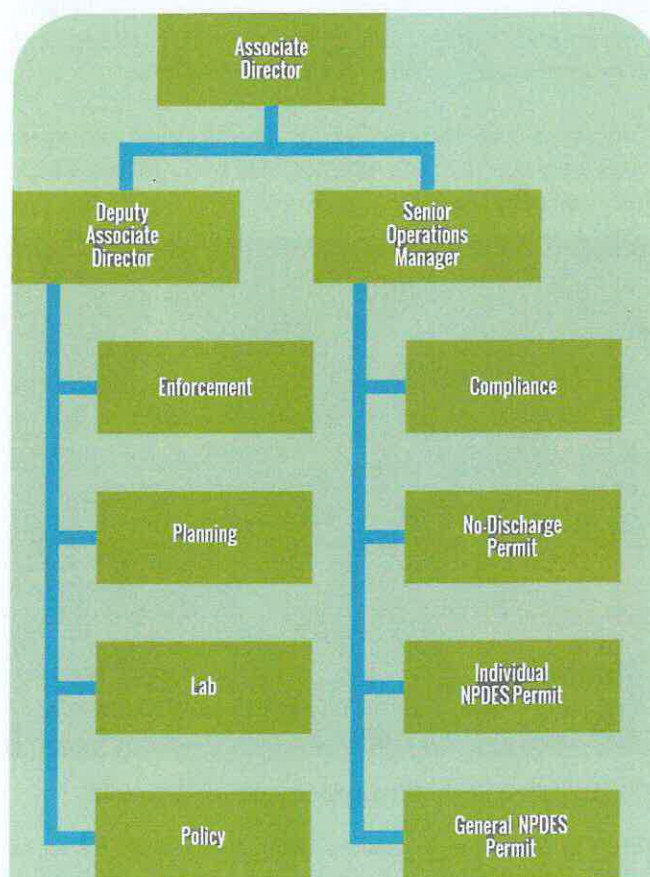 Associate
Director
Deputy
Associate
Director
Senior
Operations
Manager
Enforcement
Compliance
Planning
No-Discharge
Permit
Lab
Individual
NPDES Permit
Policy
General NPDES
Permit